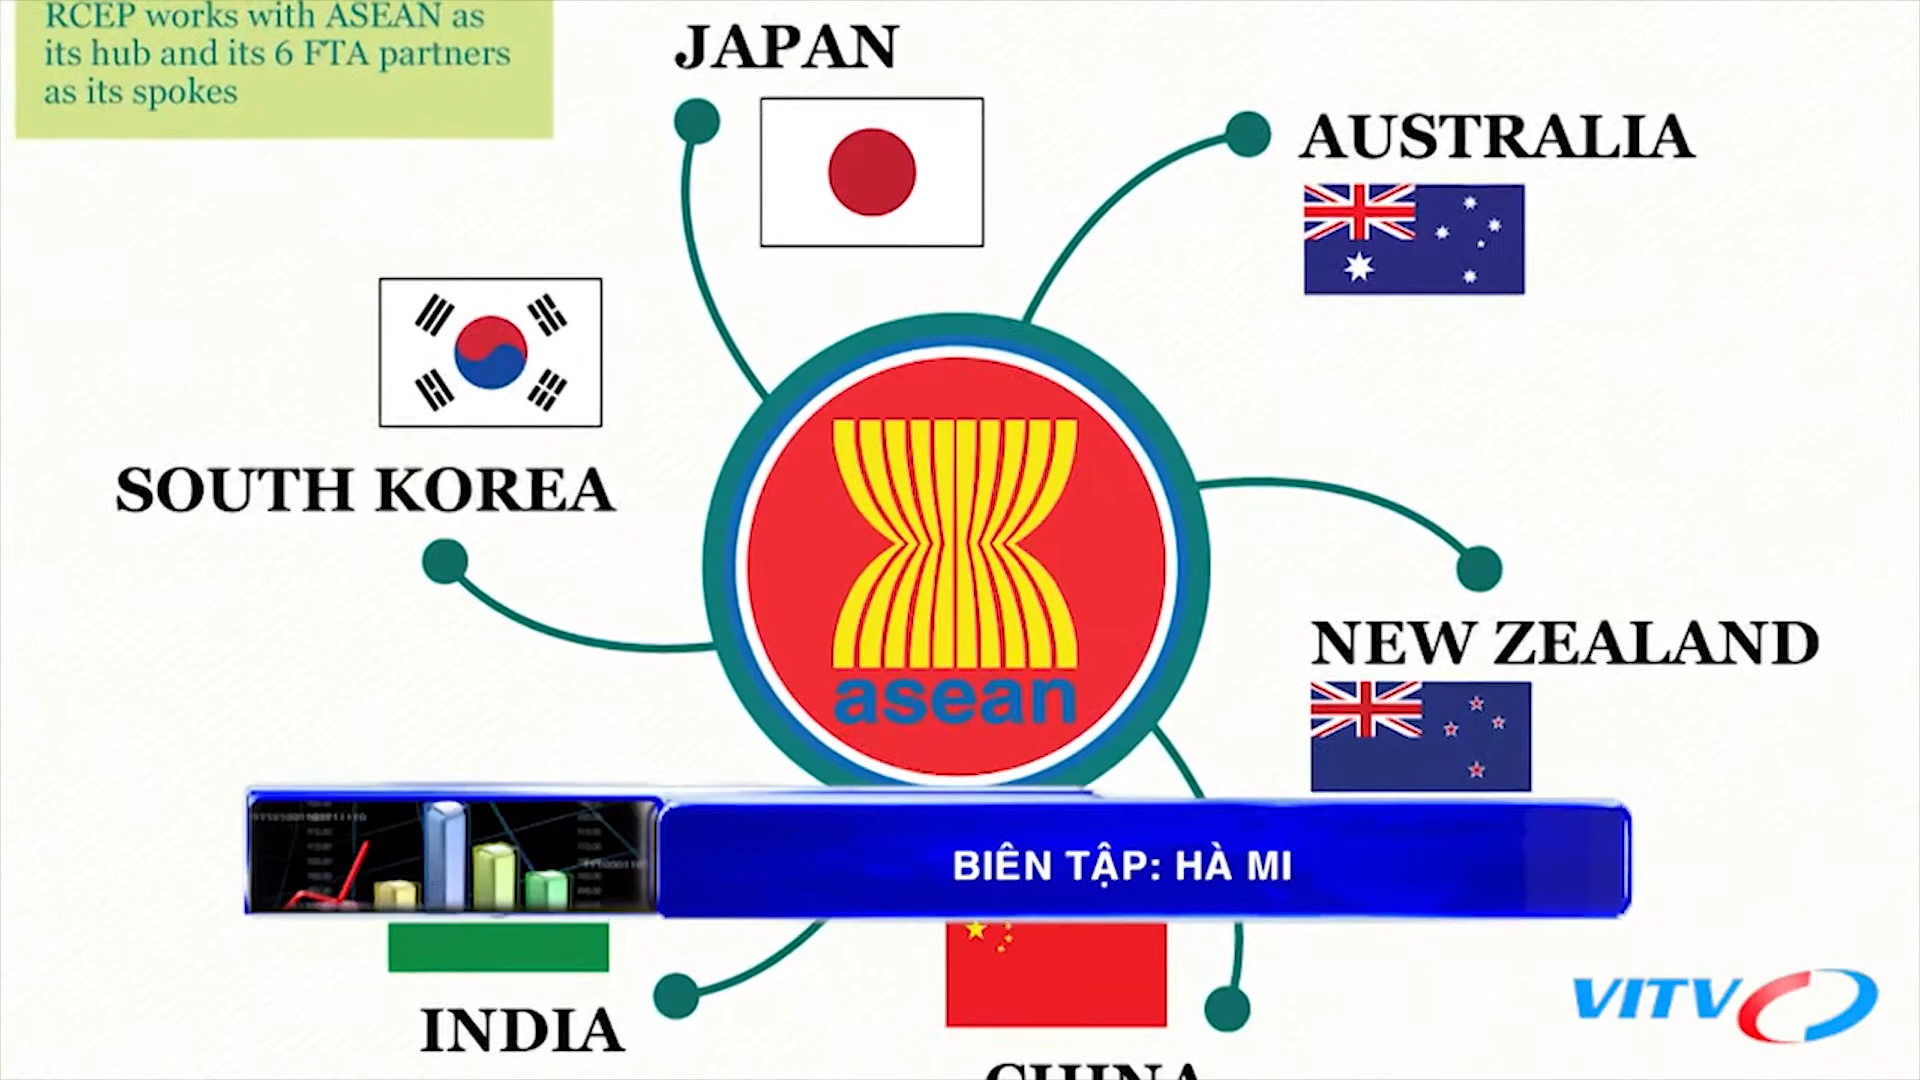 RCEP works with ASEAN as
its hub and its 6 FTA partners
as its spokes
JAPAN
AUSTRALIA
SOUTH KOREA
asean
NEW ZEALAND
BIÊN TẬP: HÀ MI
INDIA
CHINA
VITV